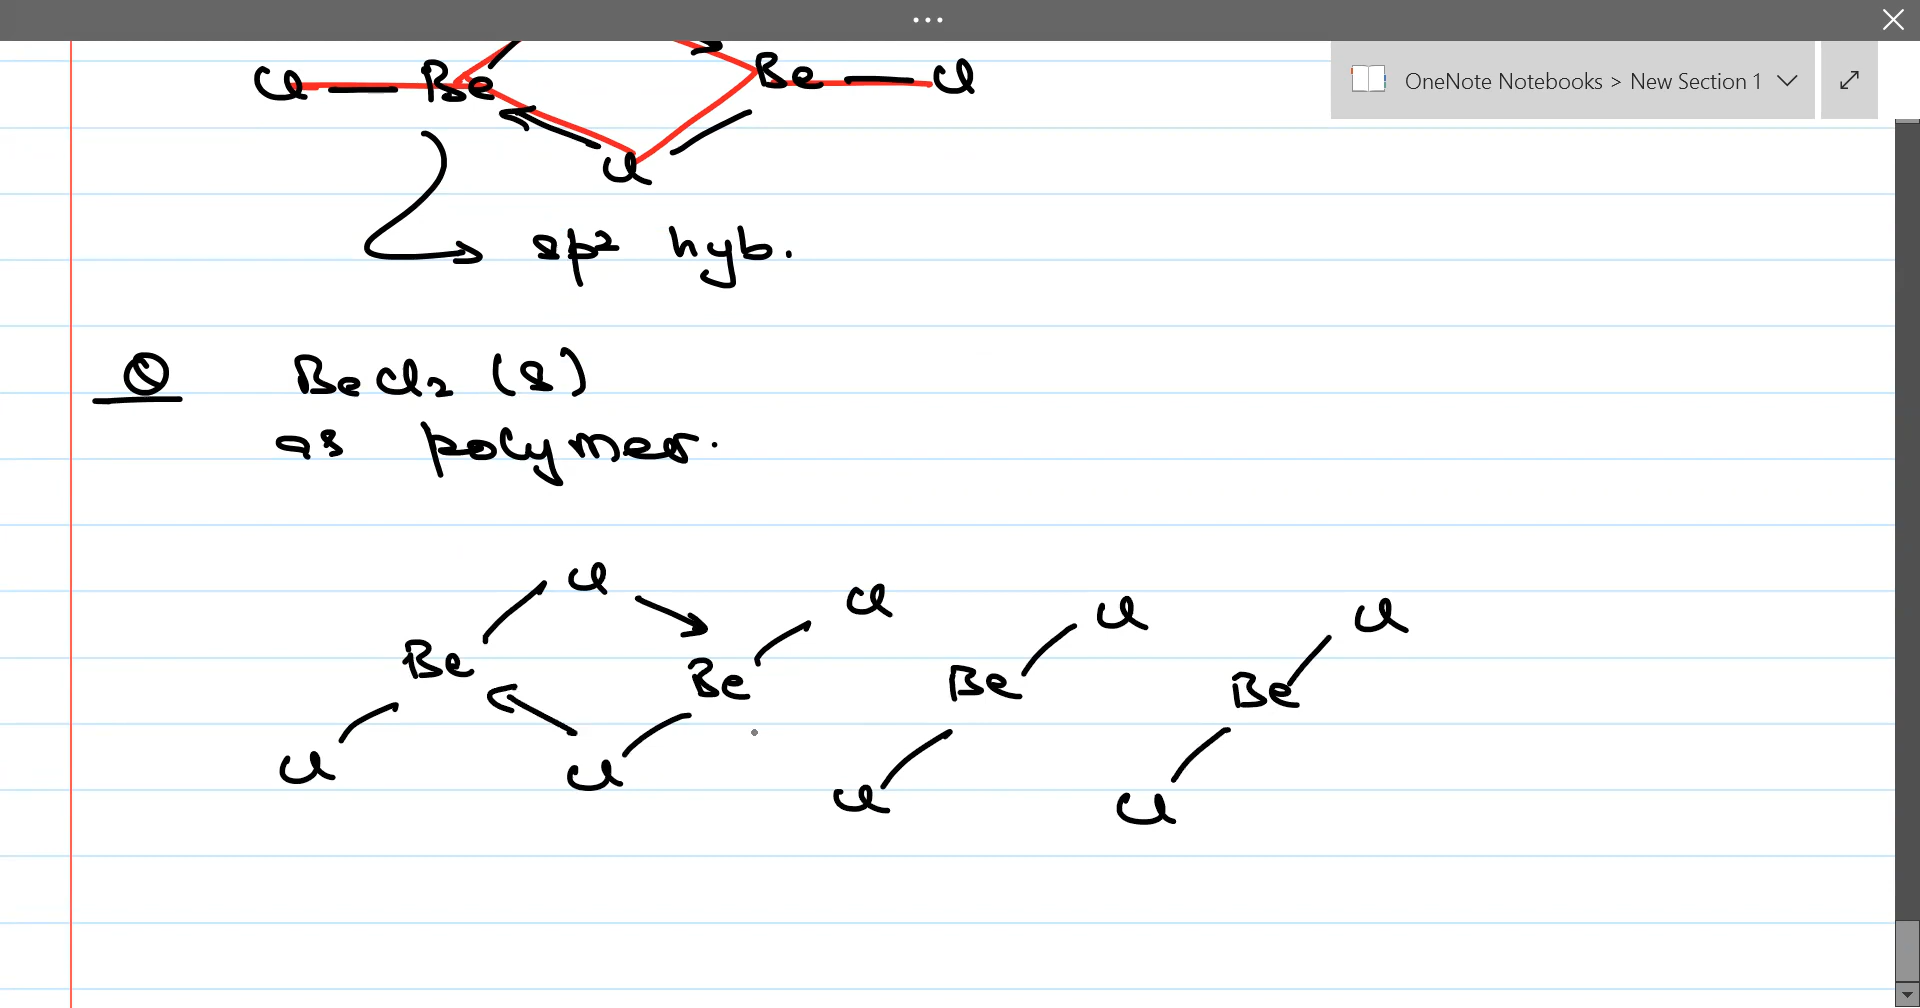 OneNote Notebooks > New Section 1
Cl — Be Be — Cl
Cl
sp² hyb.
Q BeCl₂ (s)
as polymer.
Cl Cl Cl Cl
Be Be Be Be
Cl Cl Cl Cl